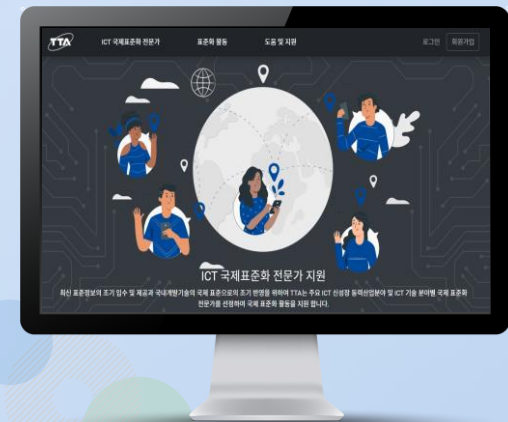 TTA ICT 국제표준화 전문가 표준화 활동 도움 및 지원 로그인 회원가입
ICT 국제표준화 전문가 지원
최신 표준정보의 조기 입수 및 제공과 국내개발기술의 국제 표준으로의 조기 반영을 위하여 TTA는 주요 ICT 신성장 동력산업분야 및 ICT 기술 분야별 국제 표준화
전문가를 선정하여 국제 표준화 활동을 지원 합니다.